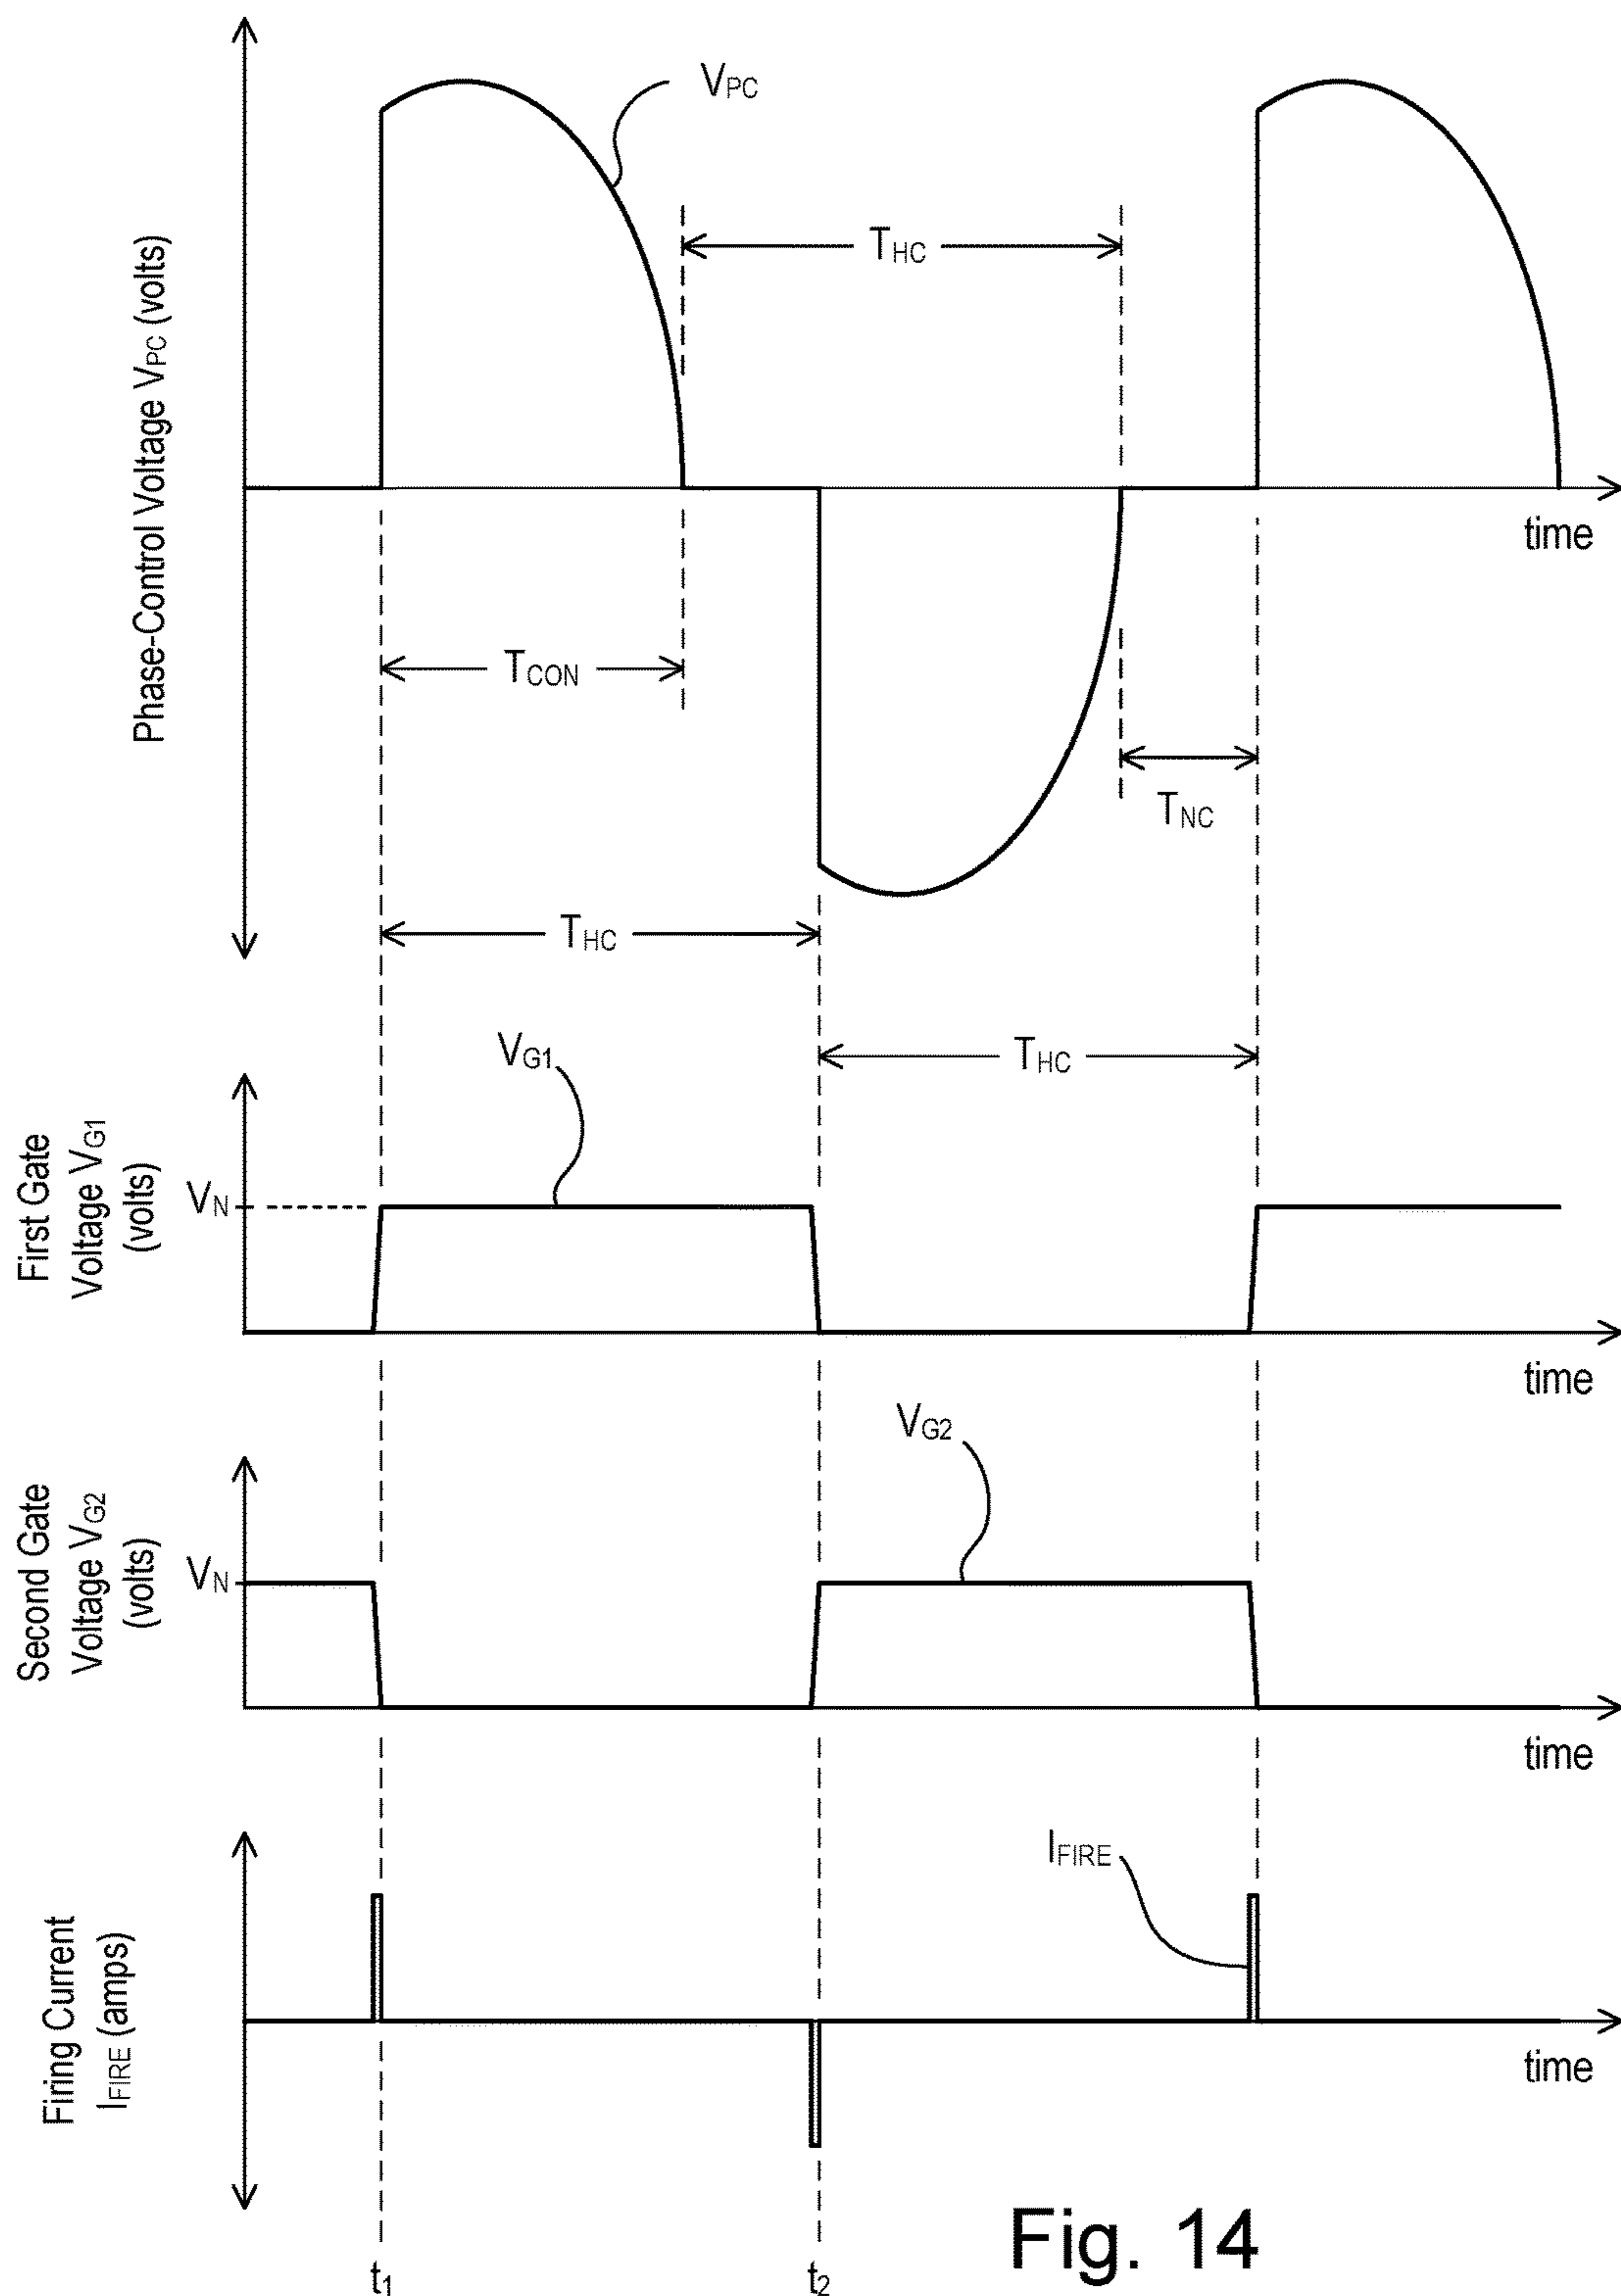 Phase-Control Voltage VPC (volts)
VPC
THC
time
TCON
TNC
THC
THC
First Gate
Voltage VG1
(volts)
VG1
VN
time
Second Gate
Voltage VG2
(volts)
VG2
VN
time
Firing Current
IFIRE (amps)
IFIRE
time
t1
t2
Fig. 14